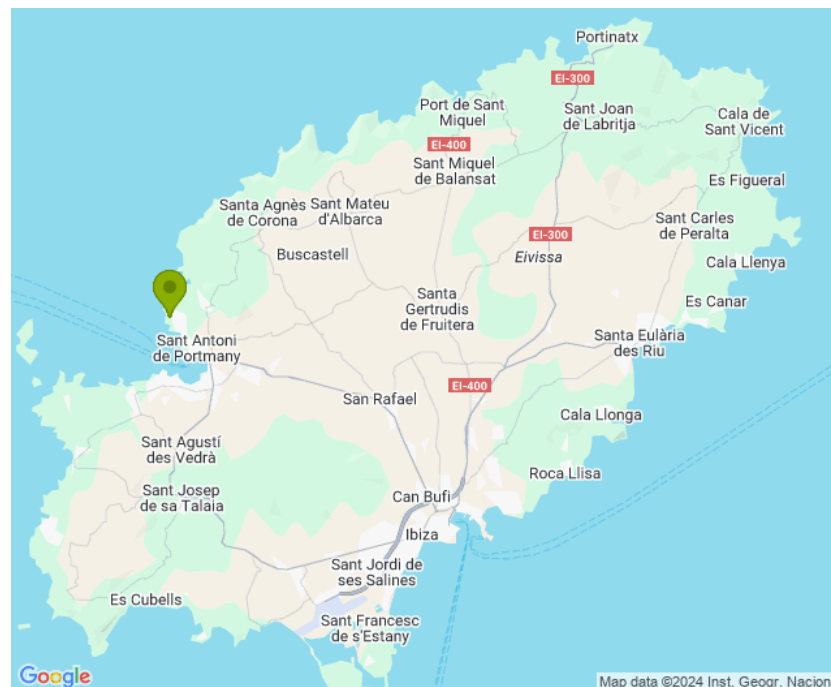 Portinatx
EI-300
Port de Sant
Miquel
Sant Joan
de Labritja
Cala de
Sant Vicent
EI-400
Sant Miquel
de Balansat
Es Figueral
Santa Agnès
de Corona
Sant Mateu
d'Albarca
Sant Carles
de Peralta
EI-300
Buscastell
Eivissa
Cala Llenya
Santa
Gertrudis
de Fruitera
Es Canar
Sant Antoni
de Portmany
Santa Eulària
des Riu
EI-400
San Rafael
Cala Llonga
Sant Agustí
des Vedrà
Roca Llisa
Sant Josep
de sa Talaia
Can Bufi
Ibiza
Sant Jordi de
ses Salines
Es Cubells
Sant Francesc
de s'Estany
Google
Map data ©2024 Inst. Geogr. Nacion